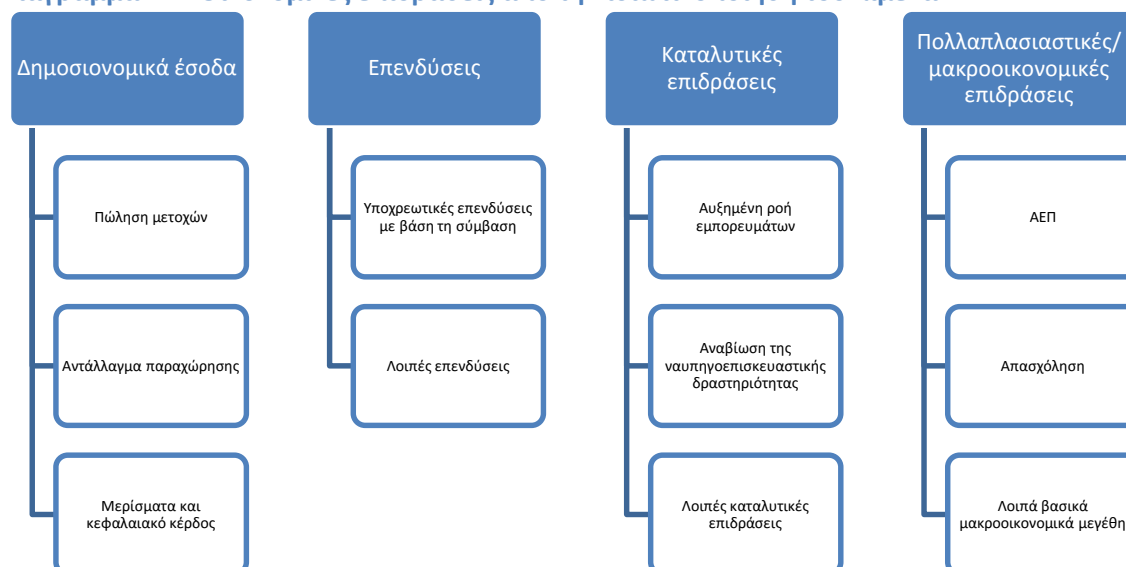 Δημοσιονομικά έσοδα
Πώληση μετοχών
Αντάλλαγμα παραχώρησης
Μερίσματα και
κεφαλαιακό κέρδος
Επενδύσεις
Υποχρεωτικές επενδύσεις
με βάση τη σύμβαση
Λοιπές επενδύσεις
Καταλυτικές
επιδράσεις
Αυξημένη ροή
εμπορευμάτων
Αναβίωση της
ναυπηγοεπισκευαστικής
δραστηριότητας
Λοιπές καταλυτικές
επιδράσεις
Πολλαπλασιαστικές/
μακροοικονομικές
επιδράσεις
ΑΕΠ
Απασχόληση
Λοιπά βασικά
μακροοικονομικά μεγέθη